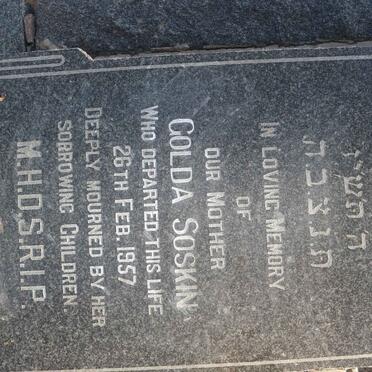 ת נ צ ב ה
IN LOVING MEMORY
OF
OUR MOTHER
GOLDA SOSKIN
WHO DEPARTED THIS LIFE
26TH FEB. 1957
DEEPLY MOURNED BY HER
SORROWING CHILDREN.
M.H.D.S.R.I.P.